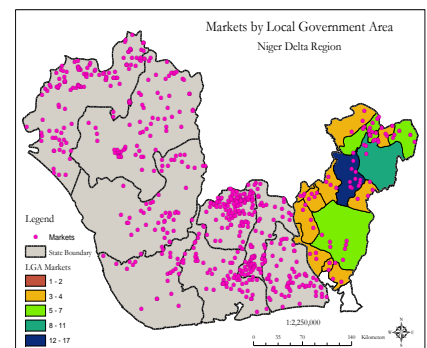 Markets by Local Government Area
Niger Delta Region
Legend
Markets
State Boundary
LGA Markets
1 - 2
3 - 4
5 - 7
8 - 11
12 - 17
1:2,250,000
0 35 70 140 Kilometers